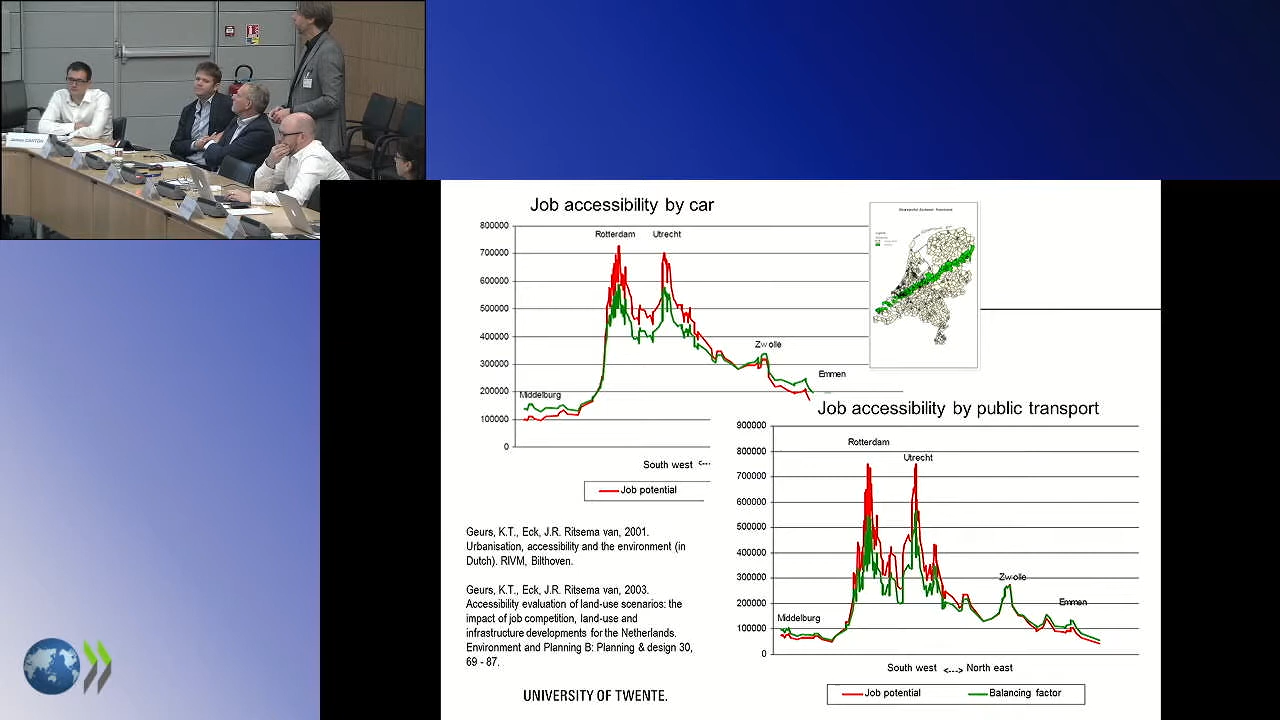 Job accessibility by car
800000
700000
600000
500000
400000
300000
200000
100000
0
Rotterdam
Utrecht
Zwolle
Emmen
Middelburg
South west <---
Job potential
Job accessibility by public transport
900000
800000
700000
600000
500000
400000
300000
200000
100000
0
Rotterdam
Utrecht
Zwolle
Emmen
Middelburg
South west <---> North east
Job potential
Balancing factor
Geurs, K.T., Eck, J.R. Ritsema van, 2001.
Urbanisation, accessibility and the environment (in
Dutch). RIVM, Bilthoven.
Geurs, K.T., Eck, J.R. Ritsema van, 2003.
Accessibility evaluation of land-use scenarios: the
impact of job competition, land-use and
infrastructure developments for the Netherlands.
Environment and Planning B: Planning & design 30,
69 - 87.
UNIVERSITY OF TWENTE.